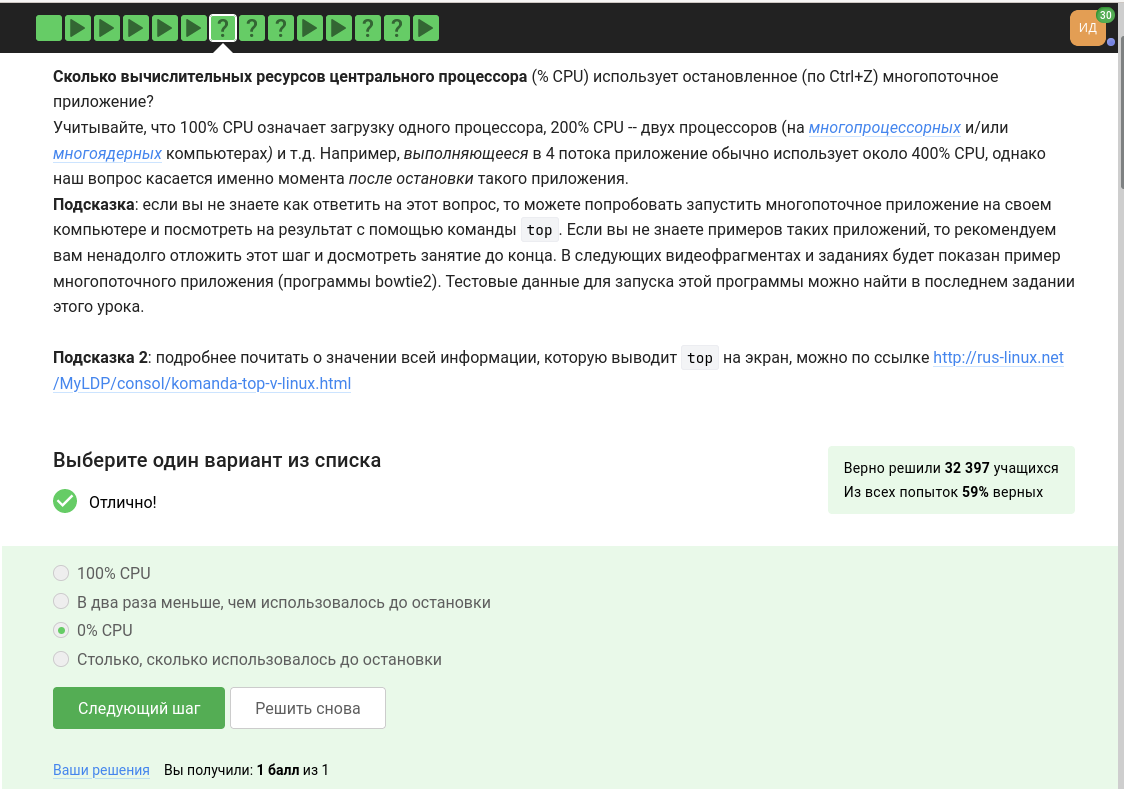 ? ? ? ? ?
ИД
30
Сколько вычислительных ресурсов центрального процессора (% CPU) использует остановленное (по Ctrl+Z) многопоточное
приложение?
Учитывайте, что 100% CPU означает загрузку одного процессора, 200% CPU -- двух процессоров (на многопроцессорных и/или
многоядерных компьютерах) и т.д. Например, выполняющееся в 4 потока приложение обычно использует около 400% CPU, однако
наш вопрос касается именно момента после остановки такого приложения.
Подсказка: если вы не знаете как ответить на этот вопрос, то можете попробовать запустить многопоточное приложение на своем
компьютере и посмотреть на результат с помощью команды top. Если вы не знаете примеров таких приложений, то рекомендуем
вам ненадолго отложить этот шаг и досмотреть занятие до конца. В следующих видеофрагментах и заданиях будет показан пример
многопоточного приложения (программы bowtie2). Тестовые данные для запуска этой программы можно найти в последнем задании
этого урока.
Подсказка 2: подробнее почитать о значении всей информации, которую выводит top на экран, можно по ссылке http://rus-linux.net
/MyLDP/consol/komanda-top-v-linux.html
Выберите один вариант из списка
Отлично!
Верно решили 32 397 учащихся
Из всех попыток 59% верных
100% CPU
В два раза меньше, чем использовалось до остановки
0% CPU
Столько, сколько использовалось до остановки
Следующий шаг
Решить снова
Ваши решения Вы получили: 1 балл из 1